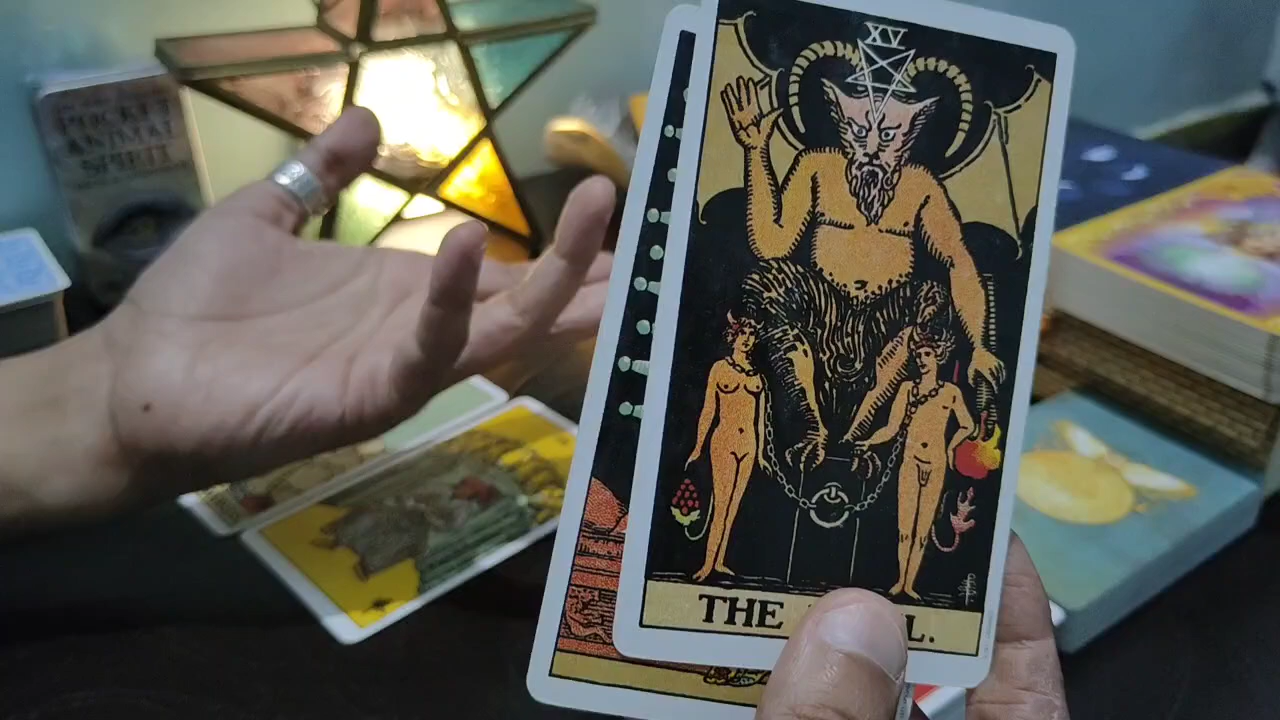 POCKET
ANIMAL
SPIRIT
XV
THE L.